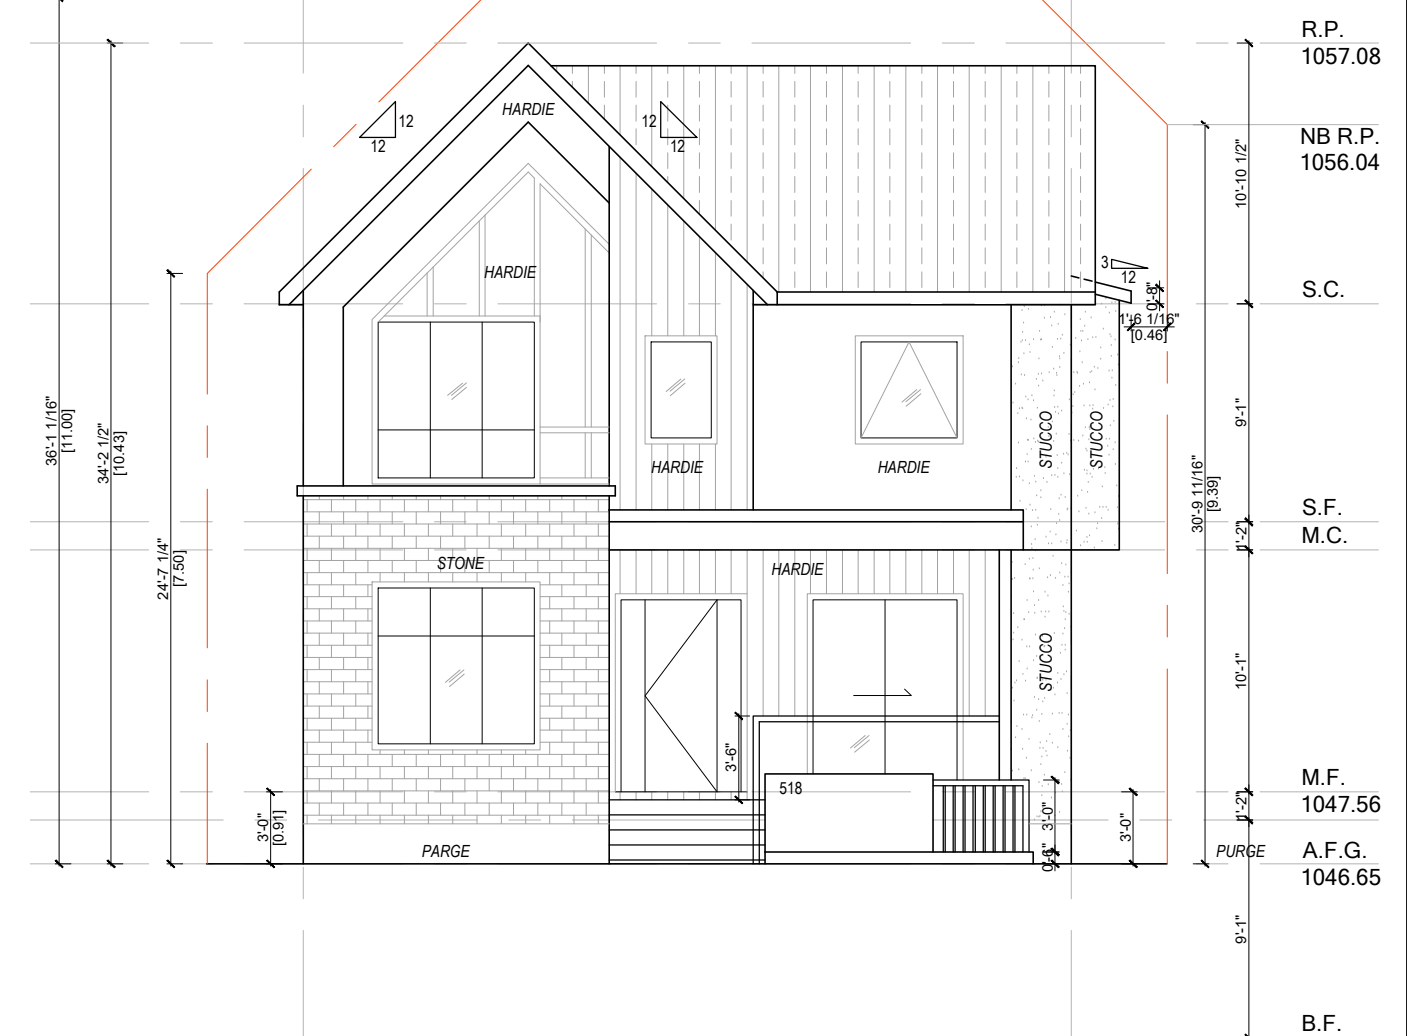 R.P.
1057.08
NB R.P.
1056.04
HARDIE
12
12
12
12
10'-10 1/2"
HARDIE
3
12
0'-8"
1'-6 1/16"
[0.46]
S.C.
36'-1 1/16"
[11.00]
34'-2 1/2"
[10.43]
9'-1"
STUCCO
STUCCO
HARDIE
HARDIE
30'-9 11/16"
[9.39]
S.F.
1'-2"
M.C.
24'-7 1/4"
[7.50]
STONE
HARDIE
STUCCO
10'-1"
3'-6"
518
M.F.
1047.56
1'-2"
3'-0"
[0.91]
3'-0"
3'-0"
0'-6"
PARGE
PURGE
A.F.G.
1046.65
9'-1"
B.F.